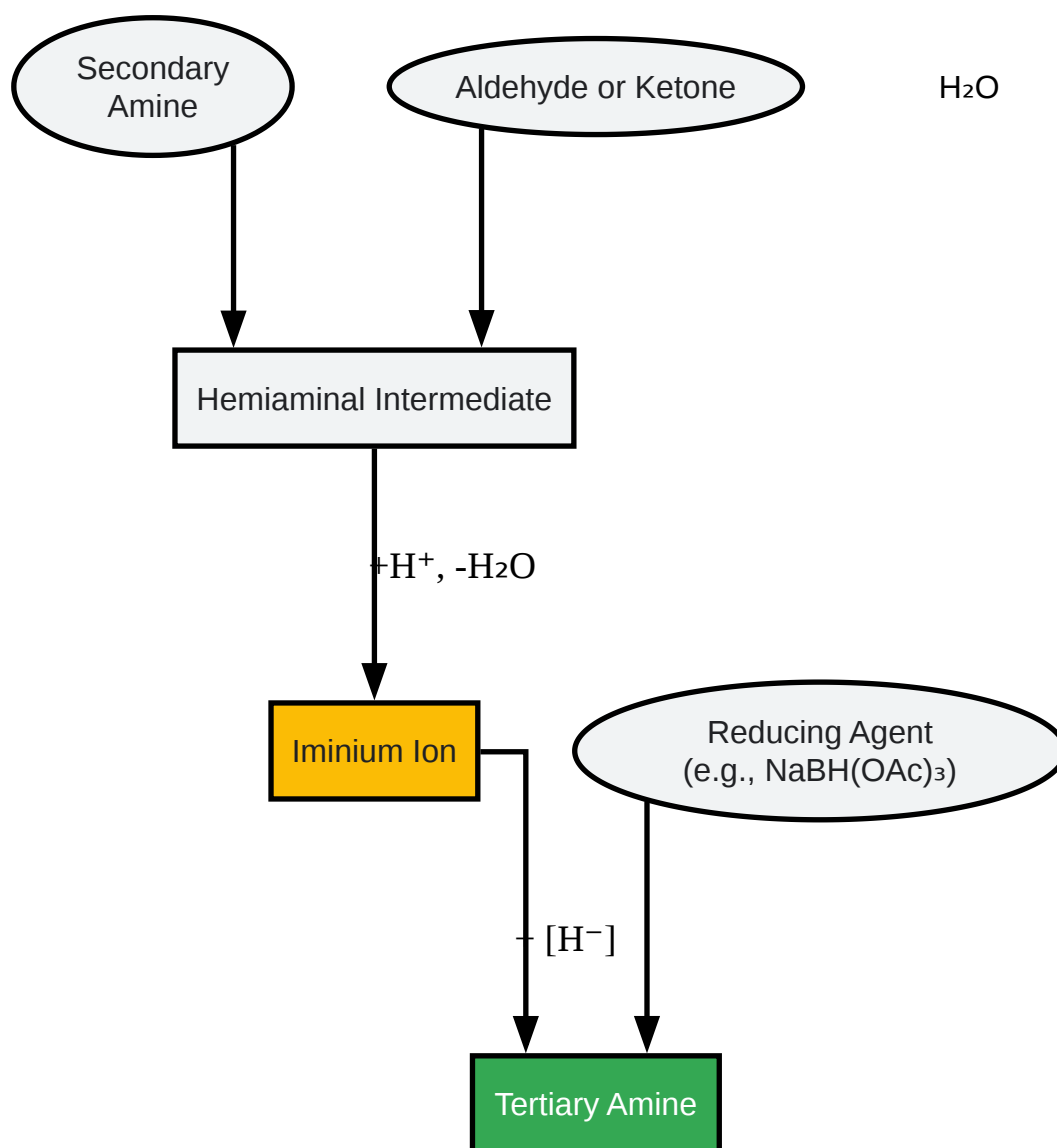 Secondary
Amine
Aldehyde or Ketone
H₂O
Hemiaminal Intermediate
+H⁺, -H₂O
Iminium Ion
Reducing Agent
(e.g., NaBH(OAc)₃)
+ [H⁻]
Tertiary Amine